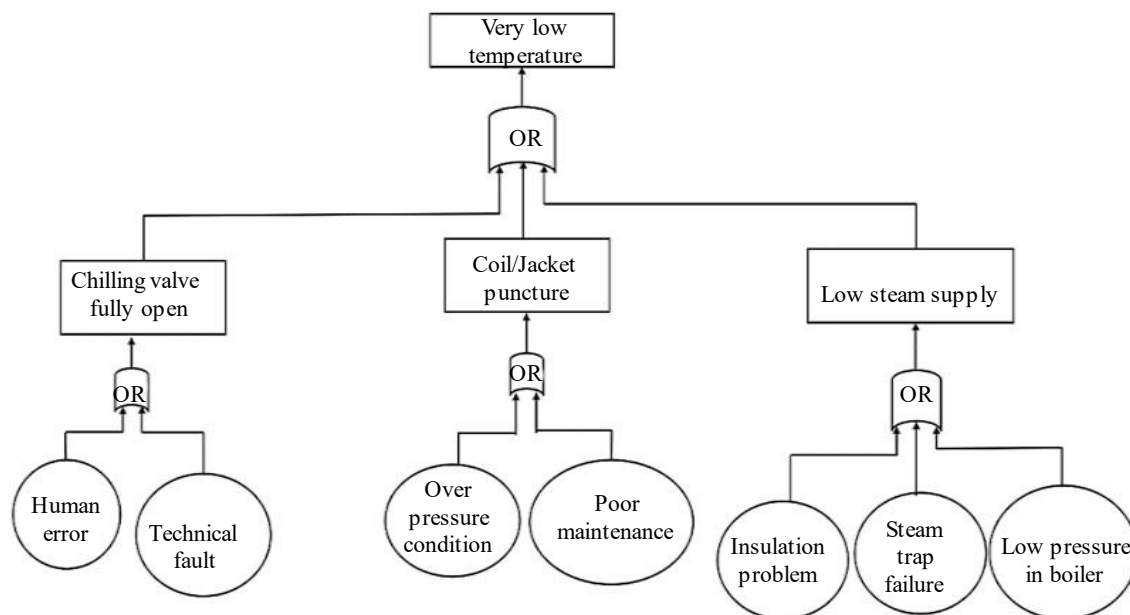 Very low
temperature
OR
Chilling valve
fully open
Coil/Jacket
puncture
Low steam supply
OR
OR
OR
Human
error
Technical
fault
Over
pressure
condition
Poor
maintenance
Insulation
problem
Steam
trap
failure
Low pressure
in boiler